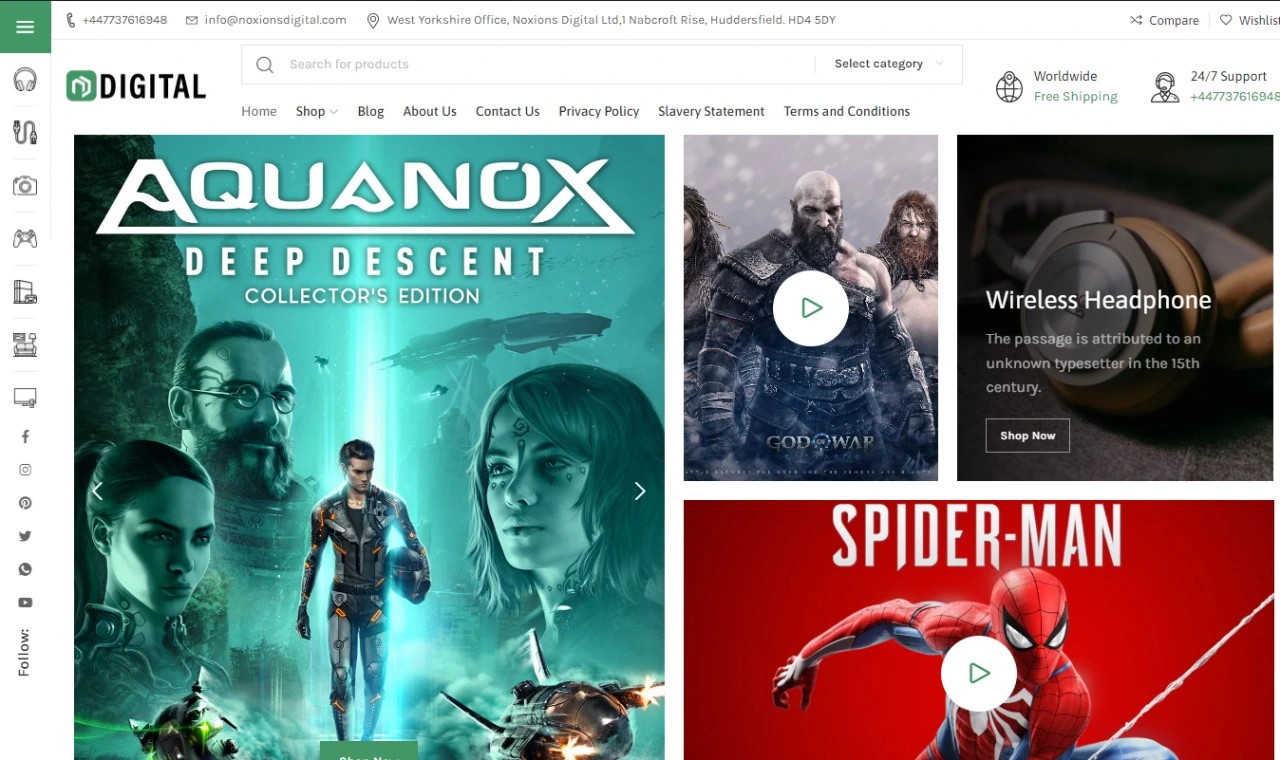 +447737616948 info@noxionsdigital.com West Yorkshire Office, Noxions Digital Ltd,1 Nabcroft Rise, Huddersfield. HD4 5DY Compare Wishlist
DIGITAL
Search for products Select category
Worldwide
Free Shipping
24/7 Support
+447737616948
Home Shop Blog About Us Contact Us Privacy Policy Slavery Statement Terms and Conditions
AQUANOX
DEEP DESCENT
COLLECTOR'S EDITION
Shop Now
GOD OF WAR
Wireless Headphone
The passage is attributed to an
unknown typesetter in the 15th
century.
Shop Now
SPIDER-MAN
Follow: